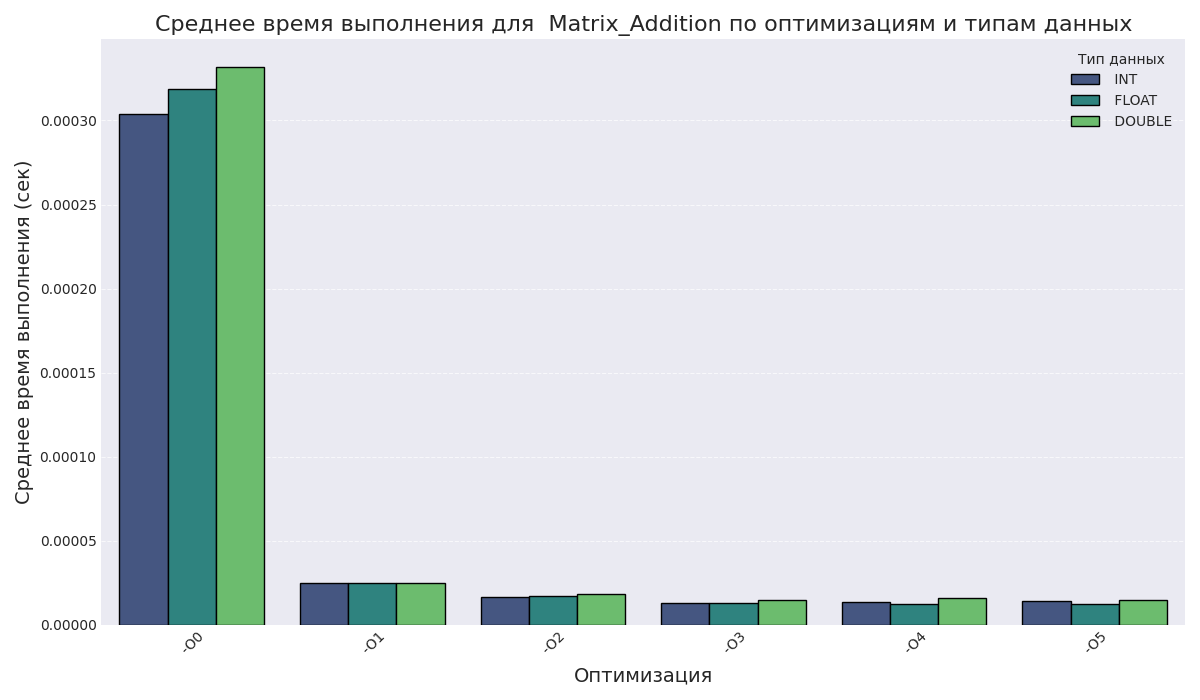 Среднее время выполнения для  Matrix_Addition по оптимизациям и типам данных
Тип данных
INT
FLOAT
DOUBLE
Среднее время выполнения (сек)
0.00030
0.00025
0.00020
0.00015
0.00010
0.00005
0.00000
-O0
-O1
-O2
-O3
-O4
-O5
Оптимизация